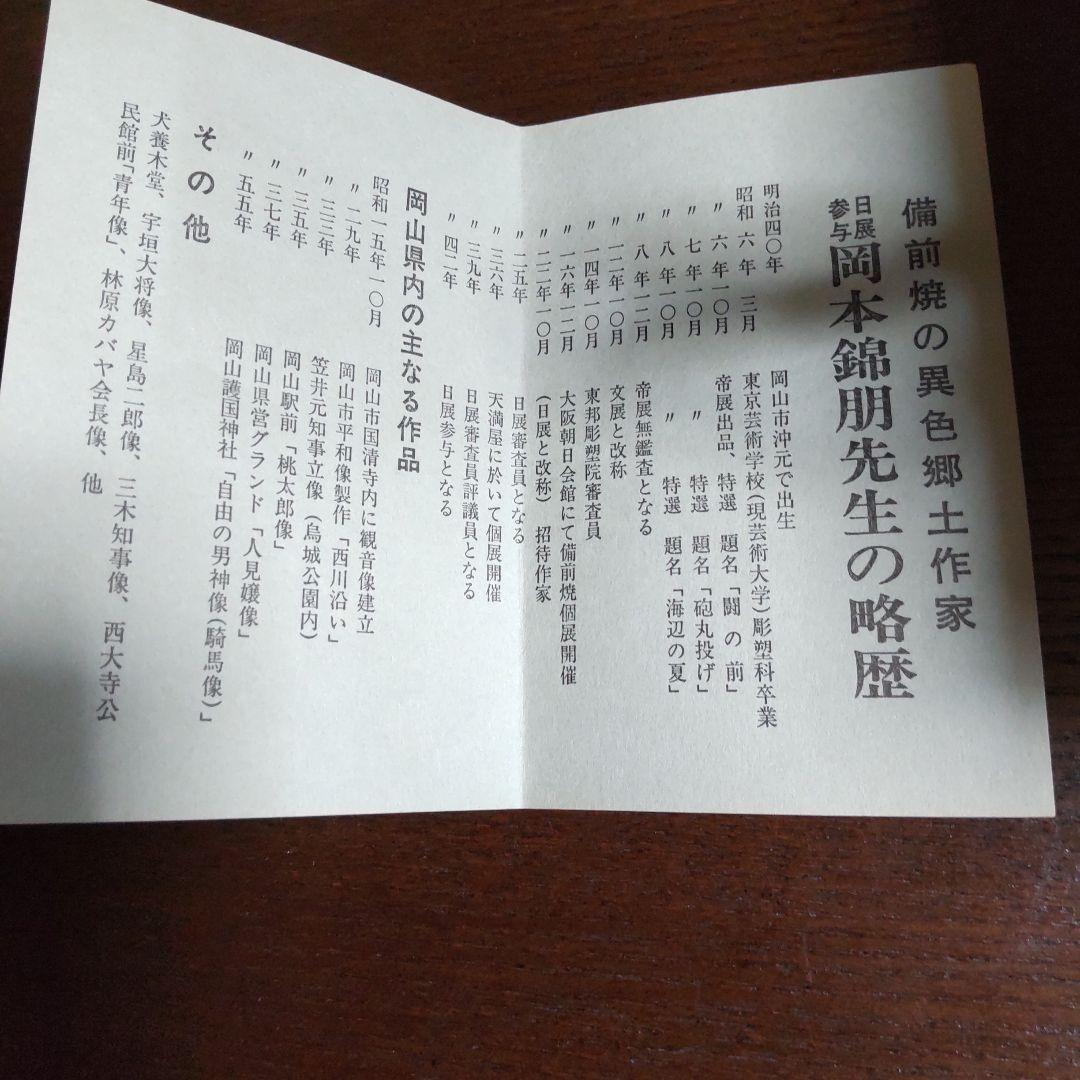 備前焼の異色郷土作家
日展参与 岡本錦朋先生の略歴
明治四〇年 岡山市沖元で出生
昭和 六 年 三月 東京芸術学校(現芸術大学)彫塑科卒業
〃 六 年一〇月 帝展出品、特選 題名「闘 の 前」
〃 七 年一〇月 〃 特選 題名「砲丸投げ」
〃 八 年一〇月 〃 特選 題名「海辺の夏」
〃 八 年一二月 帝展無鑑査となる
〃 一二年一〇月 文展と改称
〃 一四年一〇月 東邦彫塑院審査員
〃 一六年一二月 大阪朝日会館にて備前焼個展開催
〃 二二年一〇月 (日展と改称) 招待作家
〃 二五年 日展審査員となる
〃 三六年 天満屋に於いて個展開催
〃 三九年 日展審査員評議員となる
〃 四二年 日展参与となる
岡山県内の主なる作品
昭和 一五年一〇月 岡山市国清寺内に観音像建立
〃 二九年 岡山市平和像製作「西川沿い」
〃 三三年 笠井元知事立像(烏城公園内)
〃 三五年 岡山駅前「桃太郎像」
〃 三七年 岡山県営グランド「人見嬢像」
〃 五五年 岡山護国神社「自由の男神像(騎馬像)」
その他
犬養木堂、宇垣大将像、星島二郎像、三木知事像、西大寺公
民館前「青年像」、林原カバヤ会長像、他